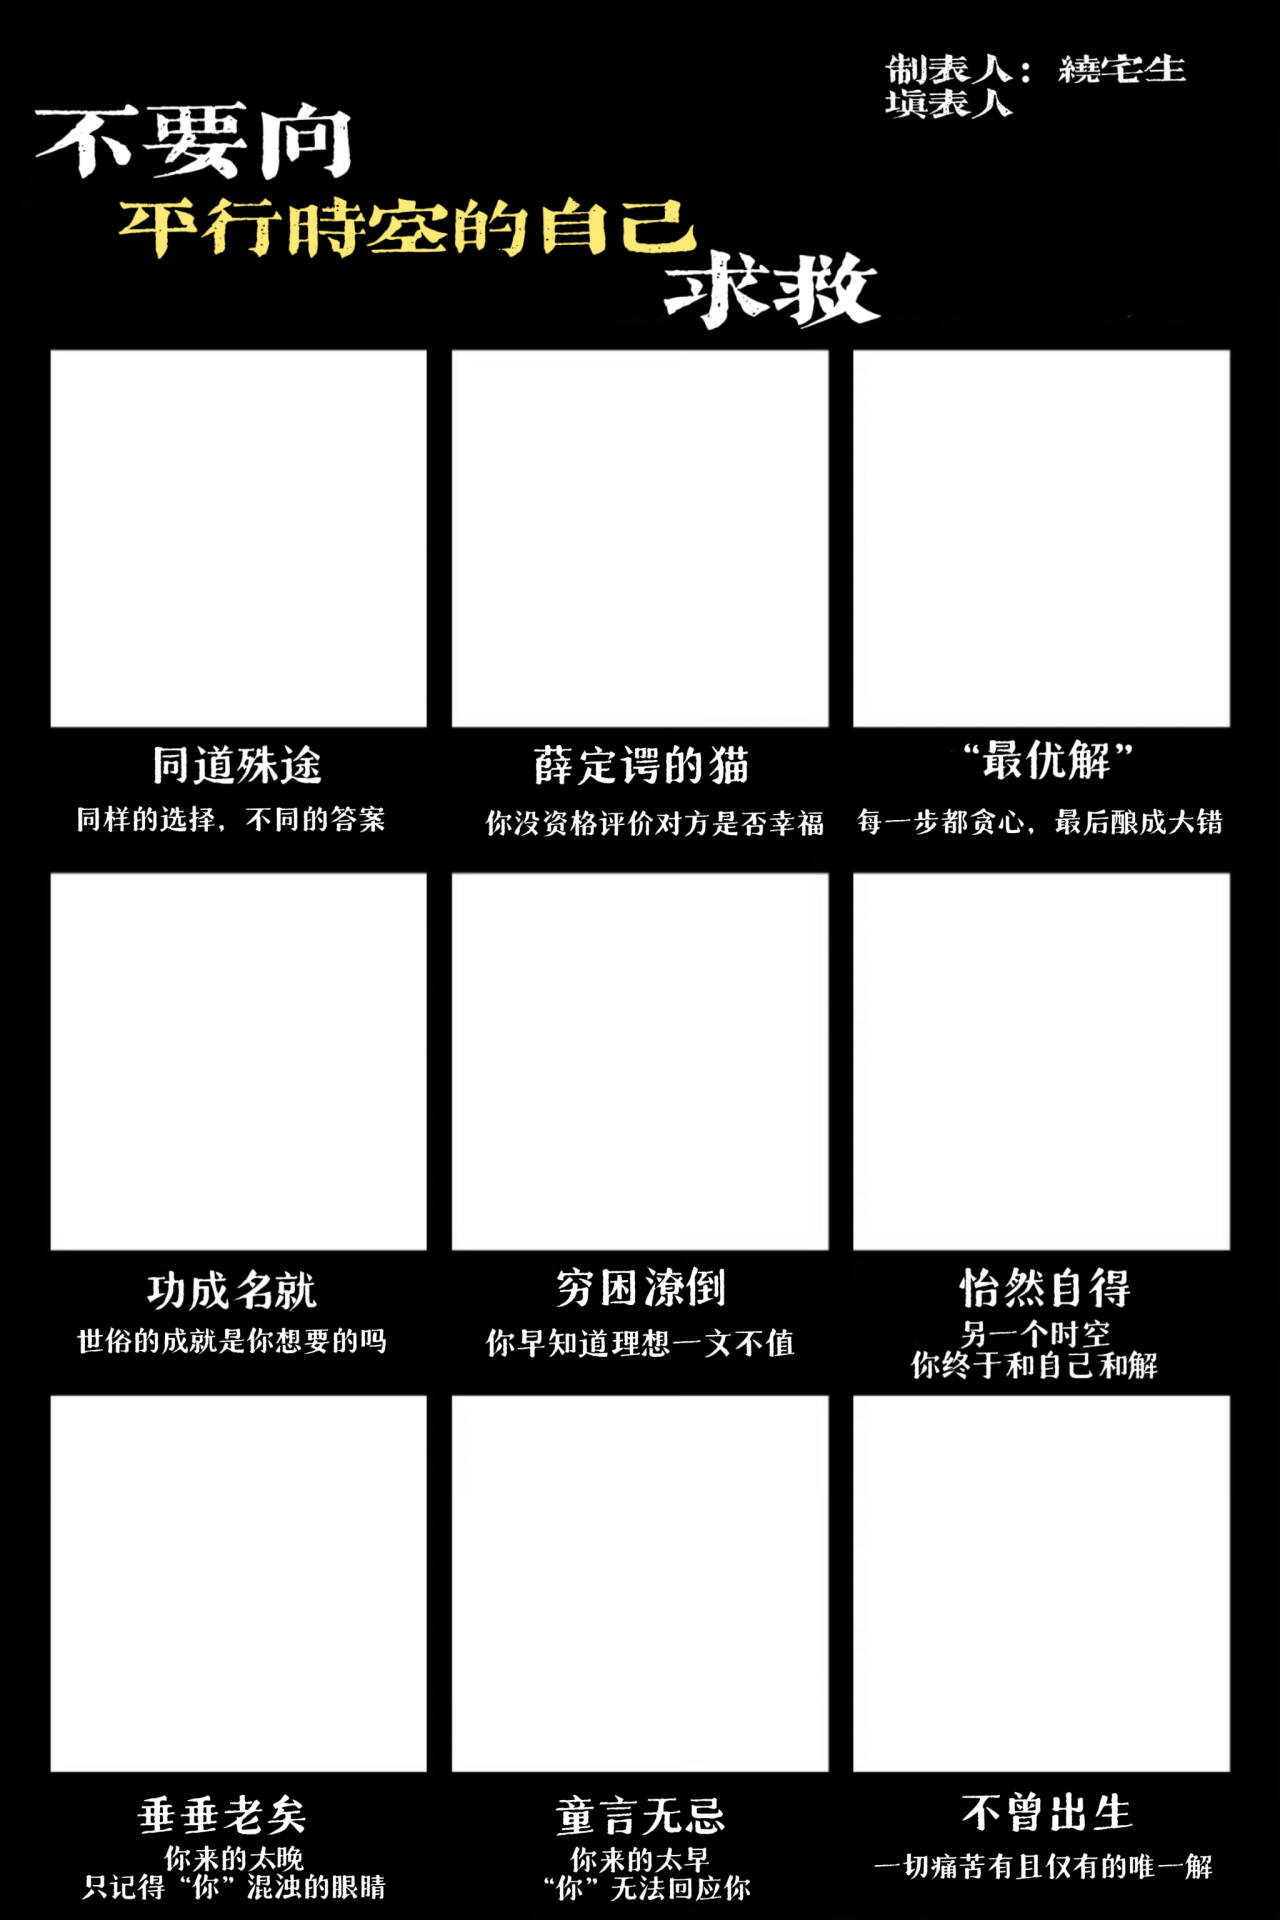 制表人：繞宅生
填表人
不要向
平行時空的自己
求救
同道殊途
同样的选择，不同的答案
薛定谔的猫
你没资格评价对方是否幸福
“最优解”
每一步都贪心，最后酿成大错
功成名就
世俗的成就是你想要的吗
穷困潦倒
你早知道理想一文不值
怡然自得
另一个时空
你终于和自己和解
垂垂老矣
你来的太晚
只记得“你”混浊的眼睛
童言无忌
你来的太早
“你”无法回应你
不曾出生
一切痛苦有且仅有的唯一解